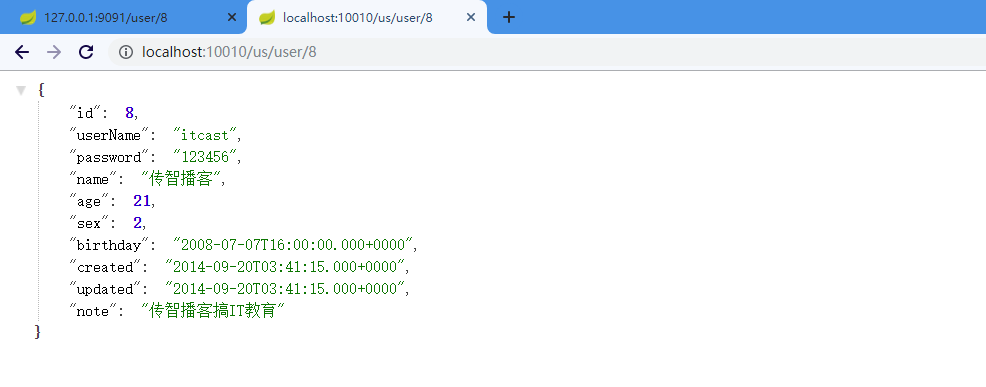 127.0.0.1:9091/user/8
localhost:10010/us/user/8
localhost:10010/us/user/8
{
"id": 8,
"userName": "itcast",
"password": "123456",
"name": "传智播客",
"age": 21,
"sex": 2,
"birthday": "2008-07-07T16:00:00.000+0000",
"created": "2014-09-20T03:41:15.000+0000",
"updated": "2014-09-20T03:41:15.000+0000",
"note": "传智播客搞IT教育"
}